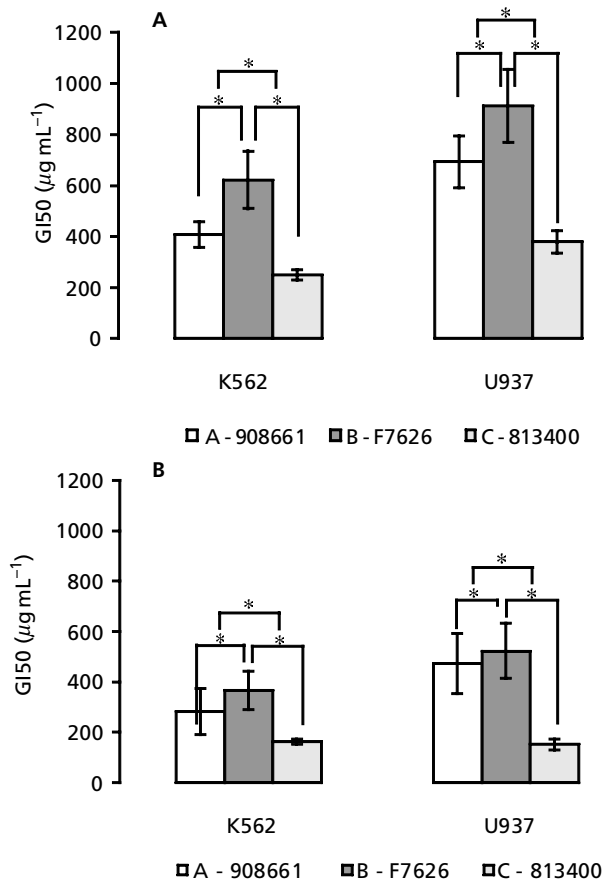 A
1200
1000
800
600
400
200
0
GI50 (µg mL⁻¹)
*
*
*
*
*
*
K562
U937
A - 908661
B - F7626
C - 813400
B
1200
1000
800
600
400
200
0
GI50 (µg mL⁻¹)
*
*
*
*
*
*
K562
U937
A - 908661
B - F7626
C - 813400